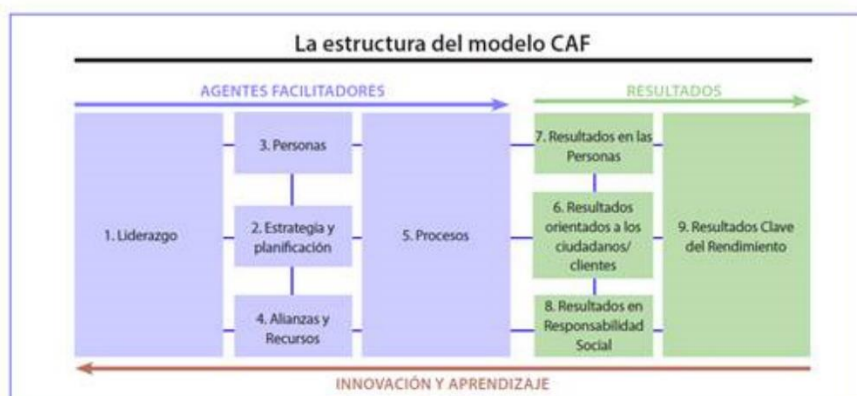 La estructura del modelo CAF
AGENTES FACILITADORES
RESULTADOS
1. Liderazgo
3. Personas
2. Estrategia y
planificación
4. Alianzas y
Recursos
5. Procesos
7. Resultados en las
Personas
6. Resultados
orientados a los
ciudadanos/
clientes
8. Resultados en
Responsabilidad
Social
9. Resultados Clave
del Rendimiento
INNOVACIÓN Y APRENDIZAJE